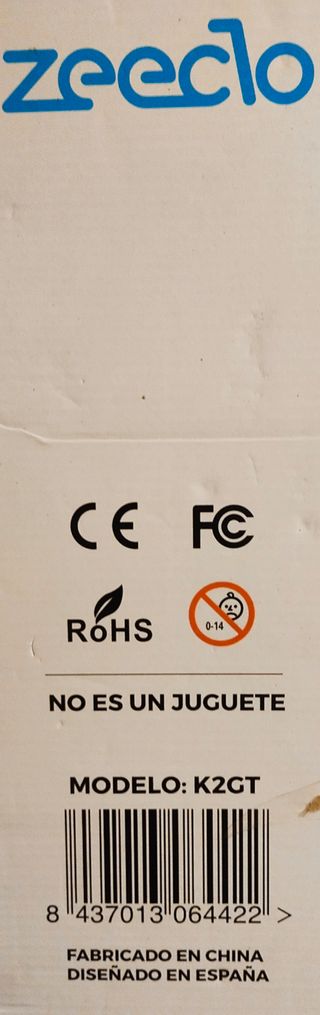 zeeclo
CE FC
RoHS 0-14
NO ES UN JUGUETE
MODELO: K2GT
8 437013 064422 >
FABRICADO EN CHINA
DISEÑADO EN ESPAÑA